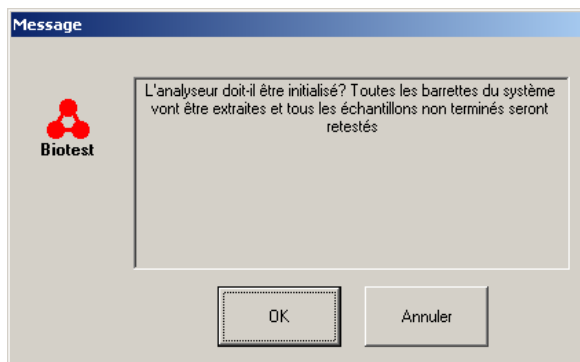 Message
L'analyseur doit-il être initialisé? Toutes les barrettes du système
vont être extraites et tous les échantillons non terminés seront
retestés
Biotest
OK
Annuler